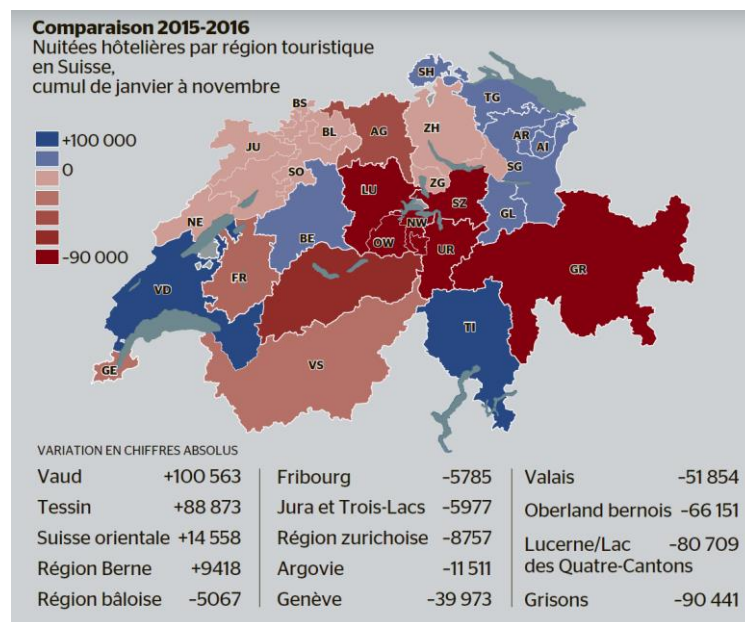 Comparaison 2015-2016
Nuitées hôtelières par région touristique
en Suisse,
cumul de janvier à novembre
+100 000
0
-90 000
SH
TG
BS
BL
AG
ZH
AR
AI
JU
SO
SG
LU
ZG
SZ
NE
BE
NW
GL
OW
UR
FR
GR
VD
TI
VS
GE
VARIATION EN CHIFFRES ABSOLUS
Vaud +100 563
Tessin +88 873
Suisse orientale +14 558
Région Berne +9418
Région bâloise -5067
Fribourg -5785
Jura et Trois-Lacs -5977
Région zurichoise -8757
Argovie -11 511
Genève -39 973
Valais -51 854
Oberland bernois -66 151
Lucerne/Lac -80 709
des Quatre-Cantons
Grisons -90 441